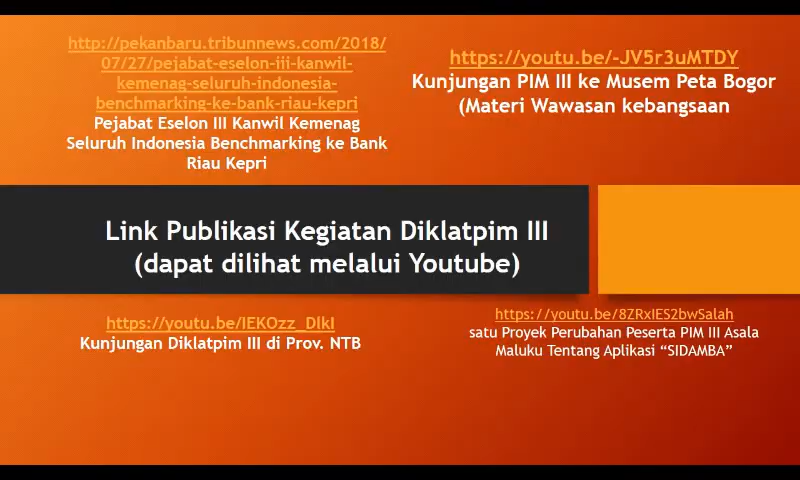 http://pekanbaru.tribunnews.com/2018/
07/27/pejabat-eselon-iii-kanwil-
kemenag-seluruh-indonesia-
benchmarking-ke-bank-riau-kepri
Pejabat Eselon III Kanwil Kemenag
Seluruh Indonesia Benchmarking ke Bank
Riau Kepri
https://youtu.be/-JV5r3uMTDY
Kunjungan PIM III ke Musem Peta Bogor
(Materi Wawasan kebangsaan
Link Publikasi Kegiatan Diklatpim III
(dapat dilihat melalui Youtube)
https://youtu.be/IEKOzz_DlkI
Kunjungan Diklatpim III di Prov. NTB
https://youtu.be/8ZRxIES2bwSalah
satu Proyek Perubahan Peserta PIM III Asala
Maluku Tentang Aplikasi “SIDAMBA”